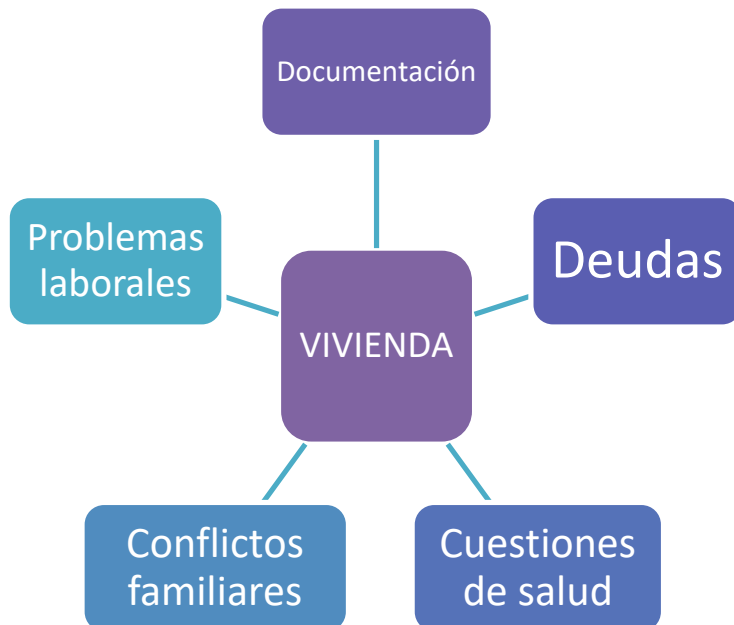 Documentación
Problemas
laborales
Deudas
VIVIENDA
Conflictos
familiares
Cuestiones
de salud